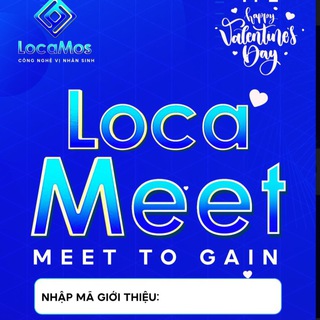 LocaMos
CÔNG NGHỆ VỊ NHÂN SINH
happy
Valentine's
Day
Loca
Meet
MEET TO GAIN
NHẬP MÃ GIỚI THIỆU: